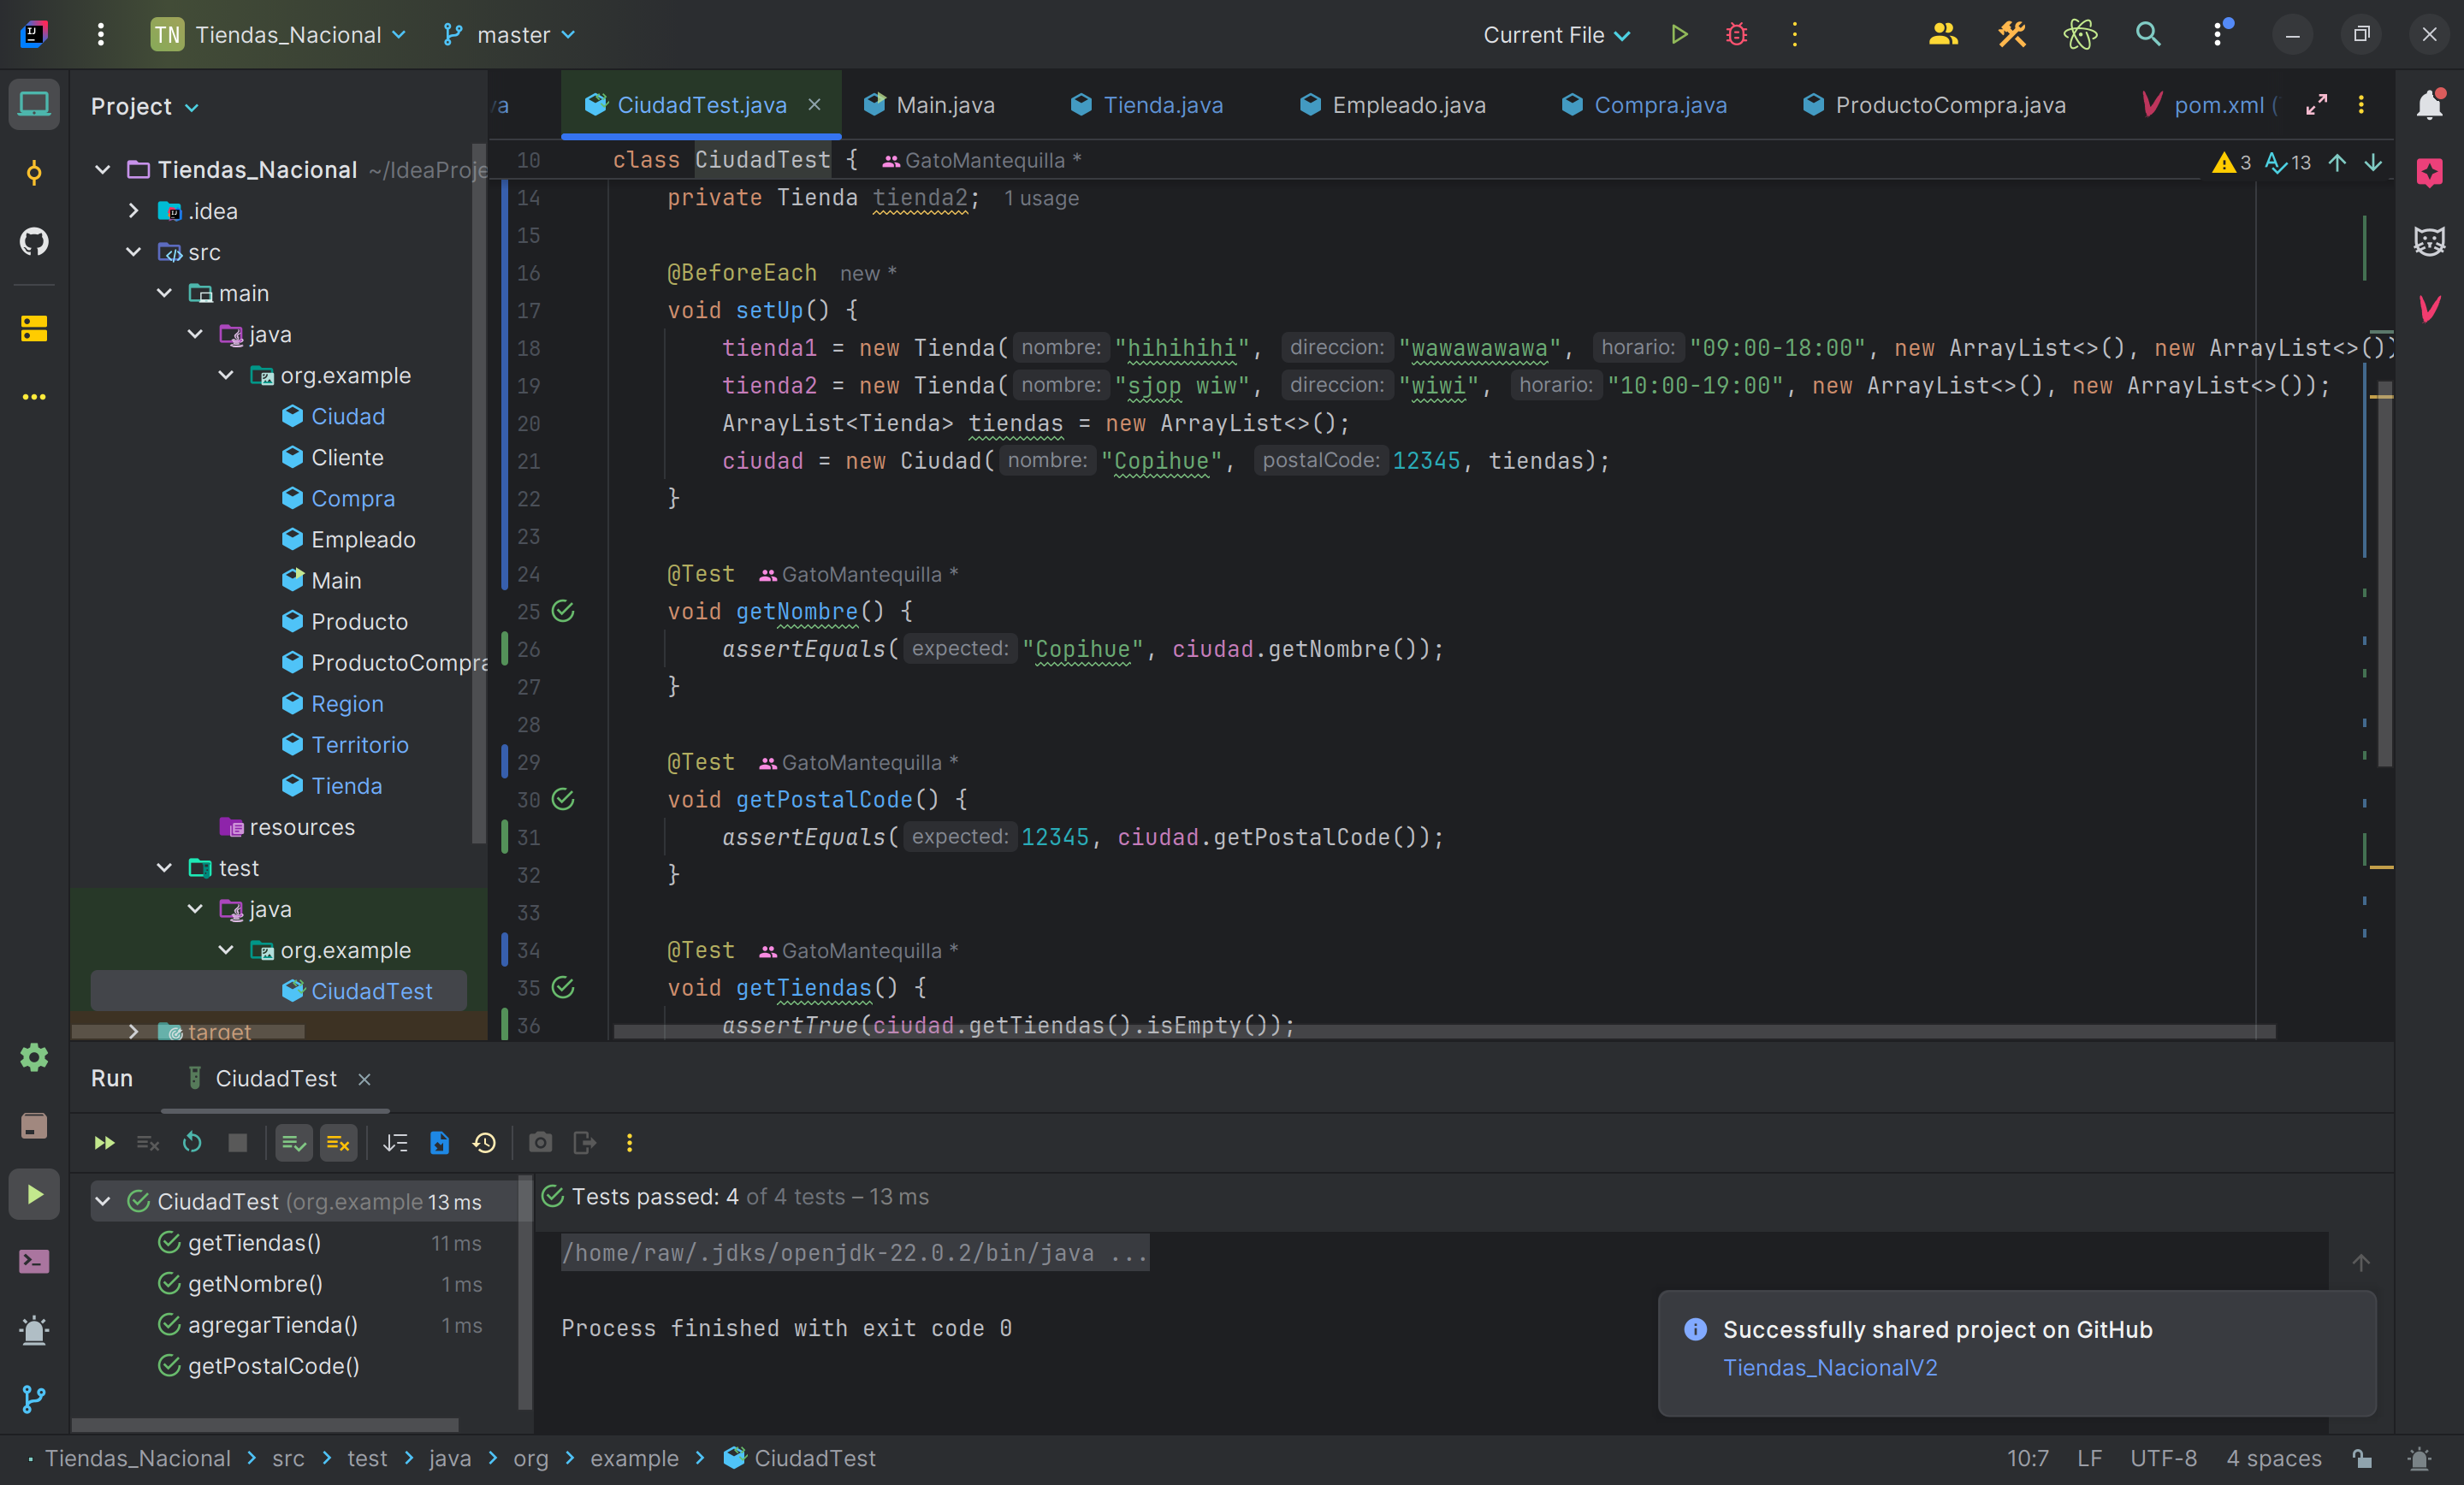 TN Tiendas_Nacional master Current File
Project
Tiendas_Nacional ~/IdeaProje
.idea
src
main
java
org.example
Ciudad
Cliente
Compra
Empleado
Main
Producto
ProductoCompra
Region
Territorio
Tienda
resources
test
java
org.example
CiudadTest
target
va CiudadTest.java Main.java Tienda.java Empleado.java Compra.java ProductoCompra.java pom.xml (
10 class CiudadTest { GatoMantequilla *
3 13
14 private Tienda tienda2; 1 usage
15
16 @BeforeEach new *
17 void setUp() {
18 tienda1 = new Tienda( nombre: "hihihihi", direccion: "wawawawawa", horario: "09:00-18:00", new ArrayList<>(), new ArrayList<>())
19 tienda2 = new Tienda( nombre: "sjop wiw", direccion: "wiwi", horario: "10:00-19:00", new ArrayList<>(), new ArrayList<>());
20 ArrayList<Tienda> tiendas = new ArrayList<>();
21 ciudad = new Ciudad( nombre: "Copihue", postalCode: 12345, tiendas);
22 }
23
24 @Test GatoMantequilla *
25 void getNombre() {
26 assertEquals( expected: "Copihue", ciudad.getNombre());
27 }
28
29 @Test GatoMantequilla *
30 void getPostalCode() {
31 assertEquals( expected: 12345, ciudad.getPostalCode());
32 }
33
34 @Test GatoMantequilla *
35 void getTiendas() {
36 assertTrue(ciudad.getTiendas().isEmpty());
Run CiudadTest
CiudadTest (org.example 13 ms
getTiendas() 11 ms
getNombre() 1 ms
agregarTienda() 1 ms
getPostalCode()
Tests passed: 4 of 4 tests – 13 ms
/home/raw/.jdks/openjdk-22.0.2/bin/java ...
Process finished with exit code 0
Successfully shared project on GitHub
Tiendas_NacionalV2
Tiendas_Nacional > src > test > java > org > example > CiudadTest
10:7 LF UTF-8 4 spaces